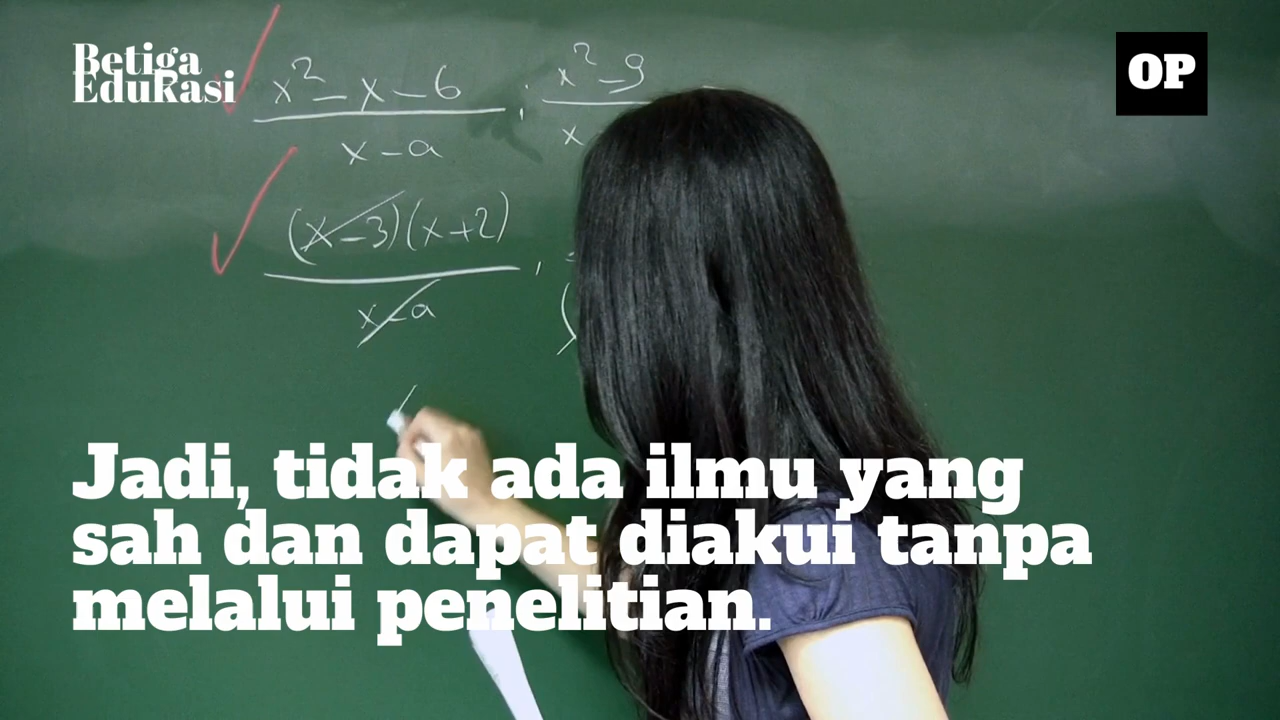 Betiga
EduRasi
OP
x² - x - 6
x² - 9
x - a
x
(x-3)(x+2)
x - a
(
Jadi, tidak ada ilmu yang
sah dan dapat diakui tanpa
melalui penelitian.